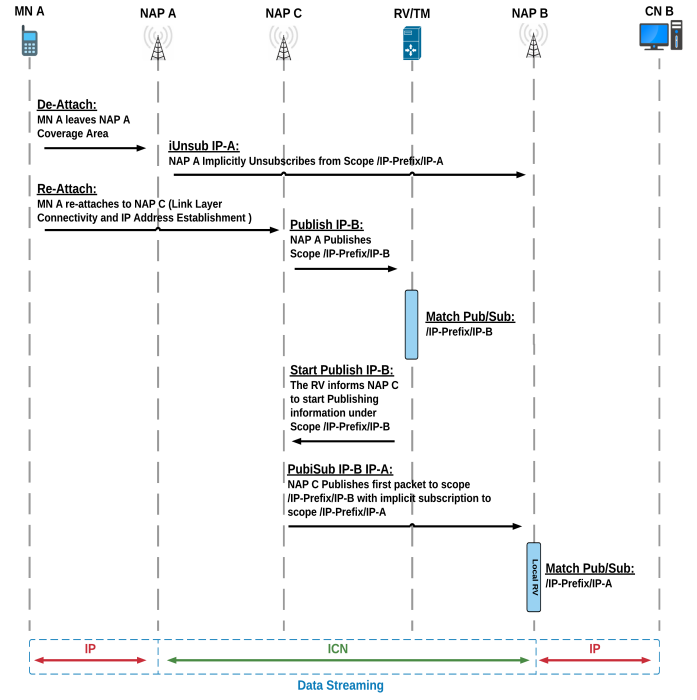 MN A
NAP A
NAP C
RV/TM
NAP B
CN B
De-Attach:
MN A leaves NAP A
Coverage Area
iUnsub IP-A:
NAP A Implicitly Unsubscribes from Scope /IP-Prefix/IP-A
Re-Attach:
MN A re-attaches to NAP C (Link Layer
Connectivity and IP Address Establishment )
Publish IP-B:
NAP A Publishes
Scope /IP-Prefix/IP-B
Match Pub/Sub:
/IP-Prefix/IP-B
Start Publish IP-B:
The RV informs NAP C
to start Publishing
information under
Scope /IP-Prefix/IP-B
PubiSub IP-B IP-A:
NAP C Publishes first packet to scope
/IP-Prefix/IP-B with implicit subscription to
scope /IP-Prefix/IP-A
Local RV
Match Pub/Sub:
/IP-Prefix/IP-A
IP
ICN
IP
Data Streaming